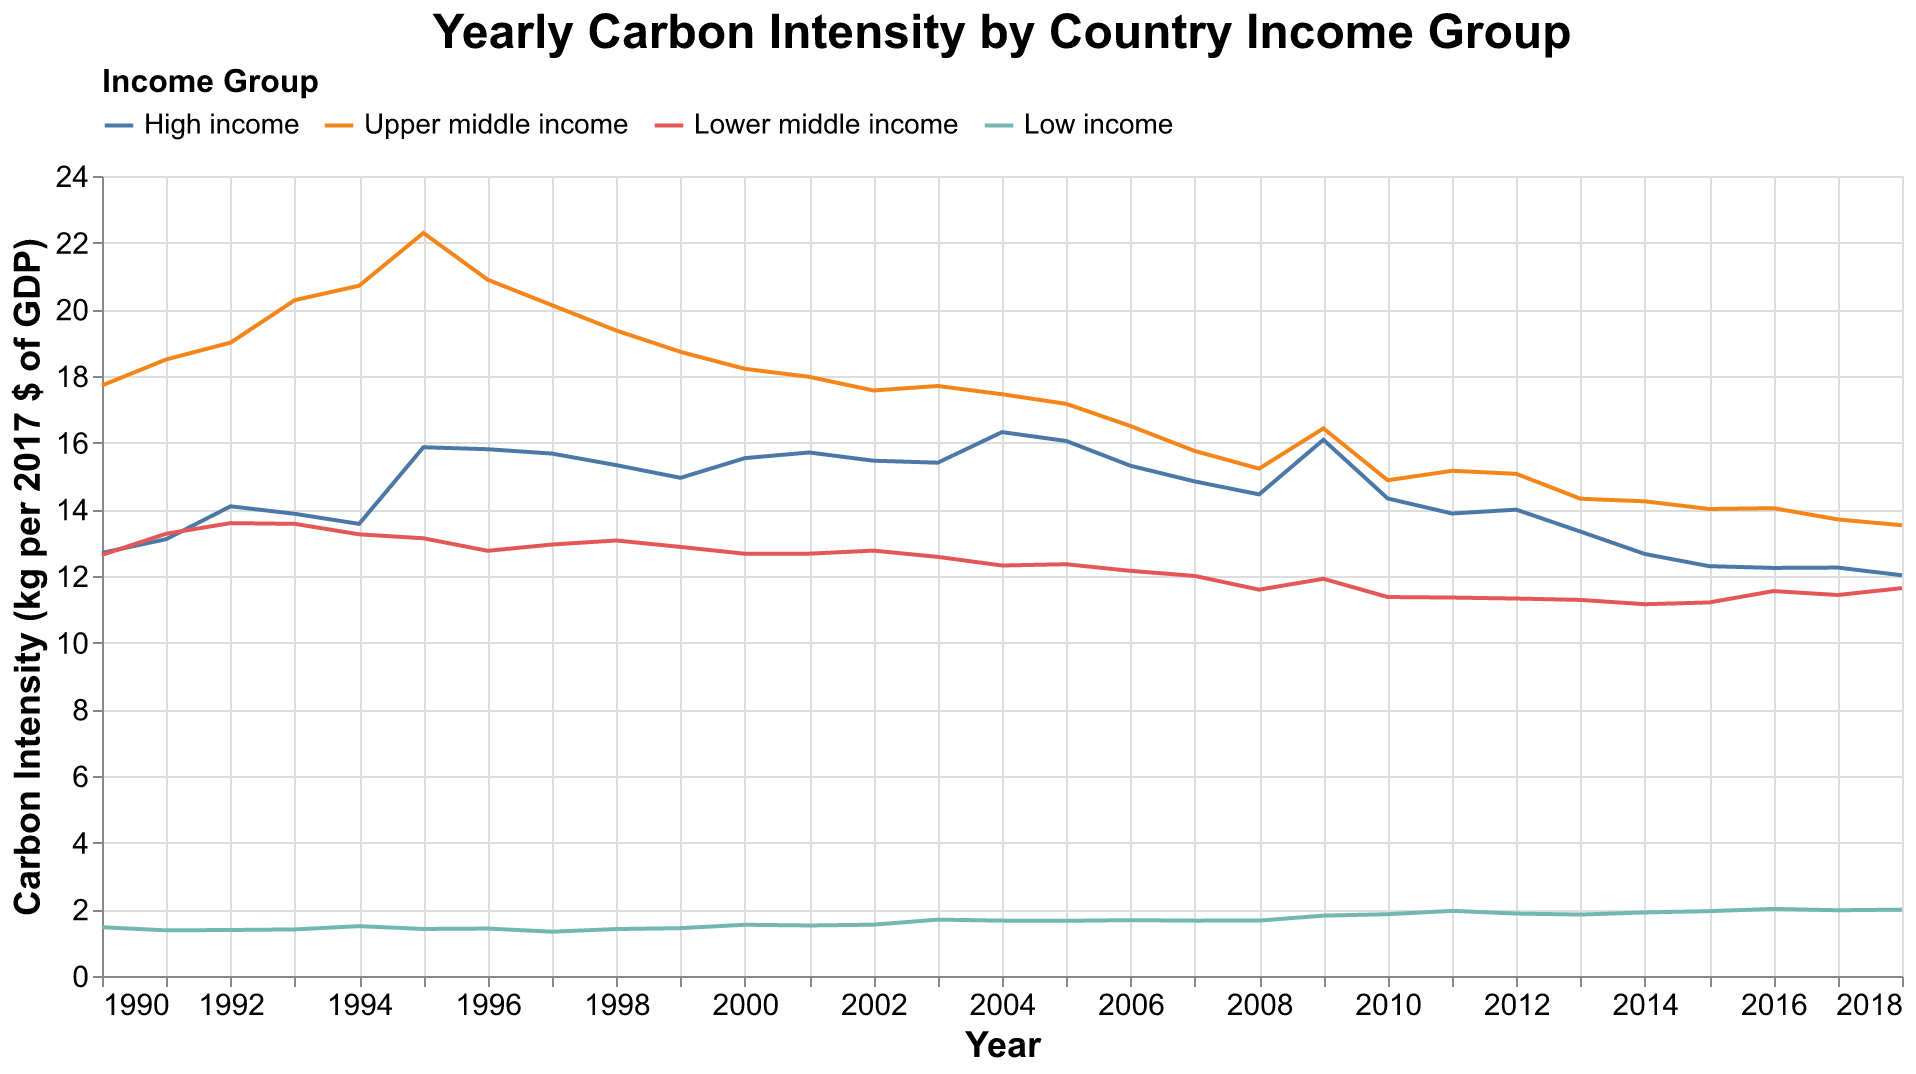 Yearly Carbon Intensity by Country Income Group
Income Group
High income Upper middle income Lower middle income Low income
24
22
20
18
16
14
12
10
8
6
4
2
0
Carbon Intensity (kg per 2017 $ of GDP)
1990 1992 1994 1996 1998 2000 2002 2004 2006 2008 2010 2012 2014 2016 2018
Year